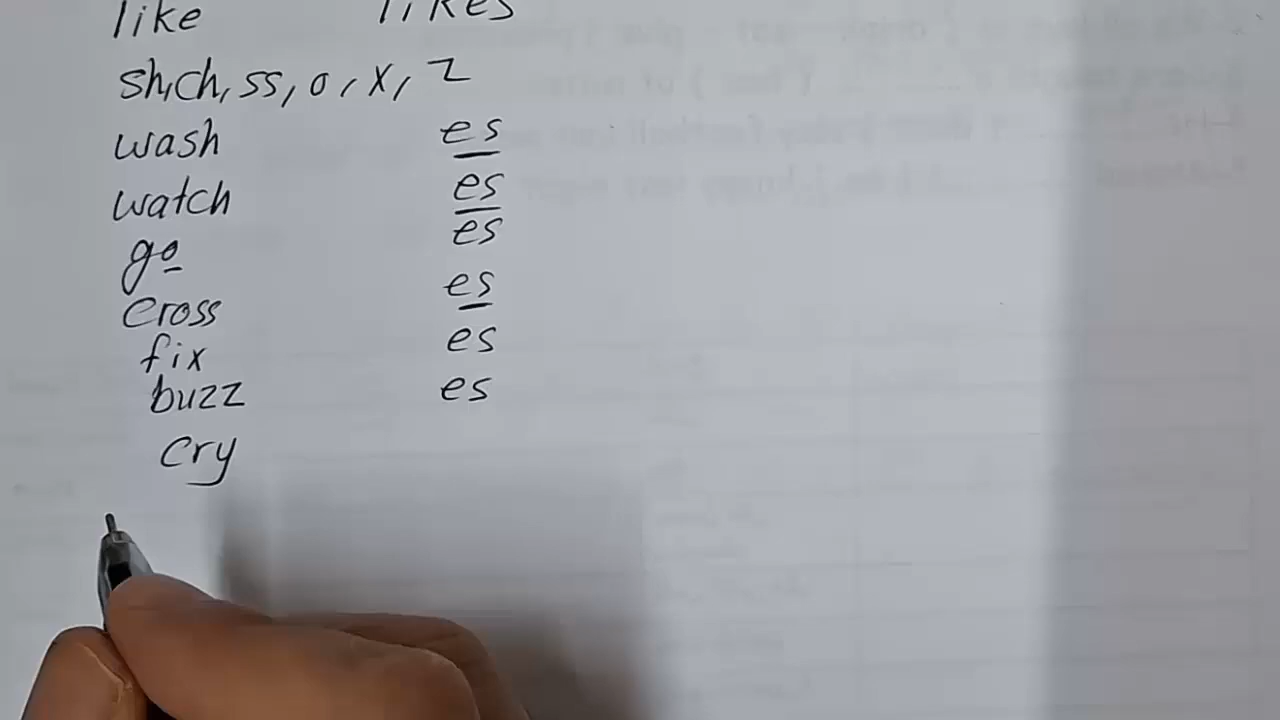 like likes
sh,ch, ss, o, x, z
wash es
watch es
go es
cross es
fix es
buzz es
cry